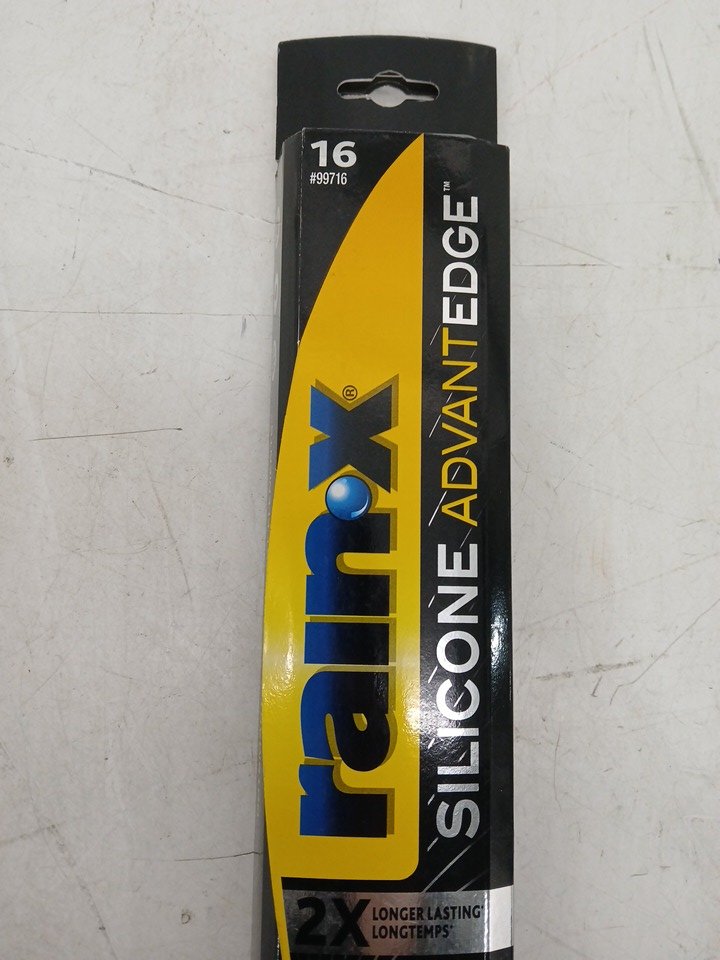 16
#99716
rain-x®
SILICONE ADVANTEDGE™
2X
LONGER LASTING*
LONGTEMPS*